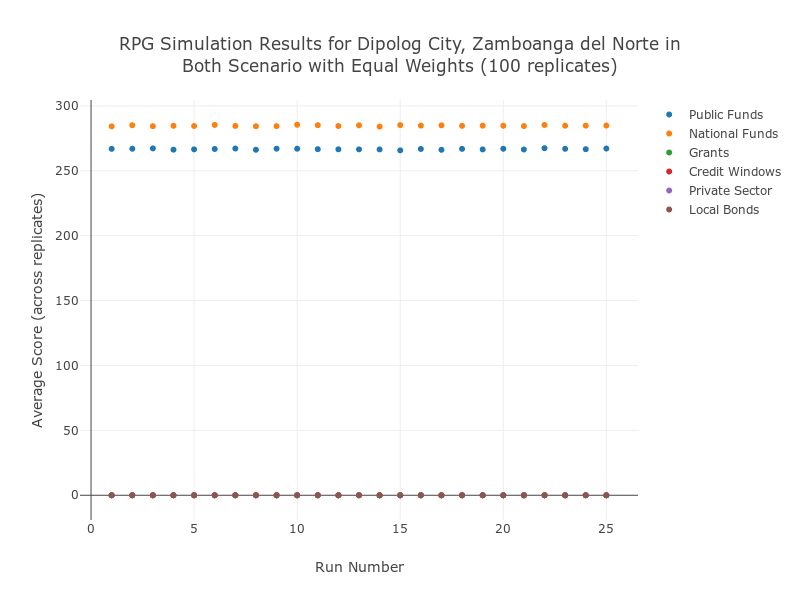 RPG Simulation Results for Dipolog City, Zamboanga del Norte in
Both Scenario with Equal Weights (100 replicates)
300
250
200
150
100
50
0
Average Score (across replicates)
0
5
10
15
20
25
Run Number
Public Funds
National Funds
Grants
Credit Windows
Private Sector
Local Bonds